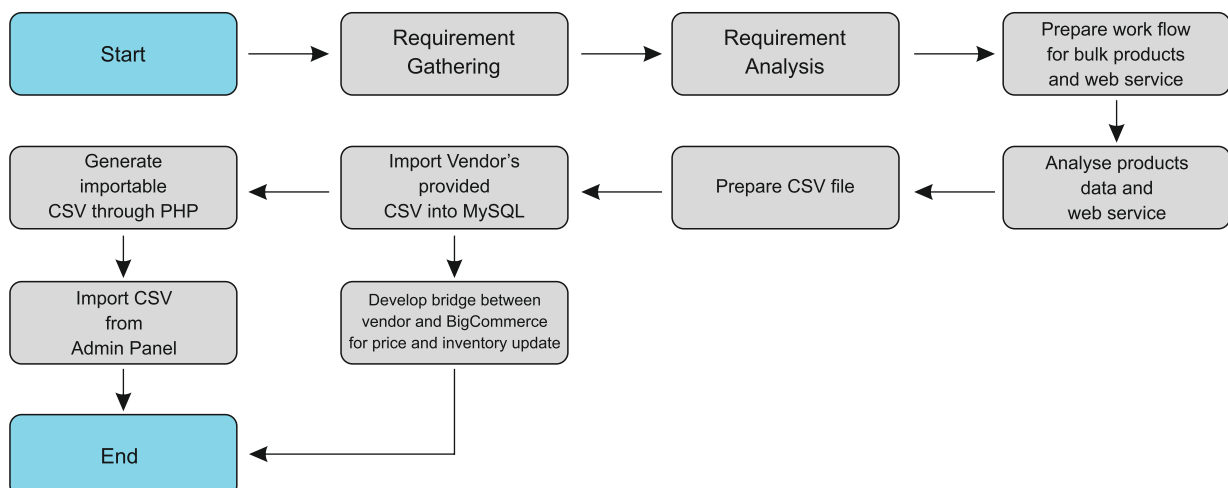 Start
Requirement
Gathering
Requirement
Analysis
Prepare work flow
for bulk products
and web service
Generate
importable
CSV through PHP
Import Vendor's
provided
CSV into MySQL
Prepare CSV file
Analyse products
data and
web service
Import CSV
from
Admin Panel
Develop bridge between
vendor and BigCommerce
for price and inventory update
End